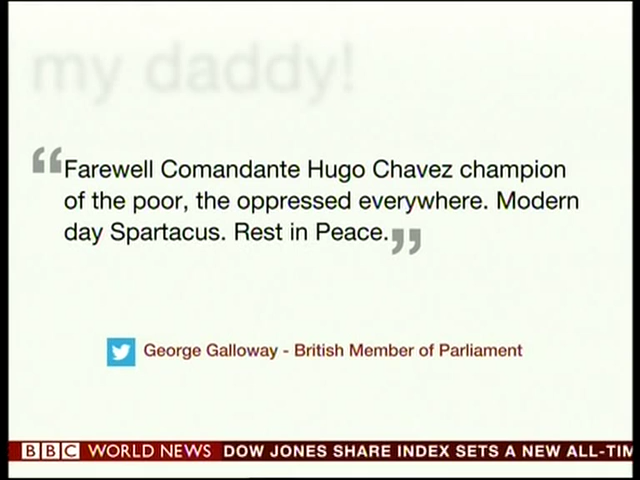 my daddy!
“Farewell Comandante Hugo Chavez champion
of the poor, the oppressed everywhere. Modern
day Spartacus. Rest in Peace.”
George Galloway - British Member of Parliament
BBC WORLD NEWS DOW JONES SHARE INDEX SETS A NEW ALL-TIM